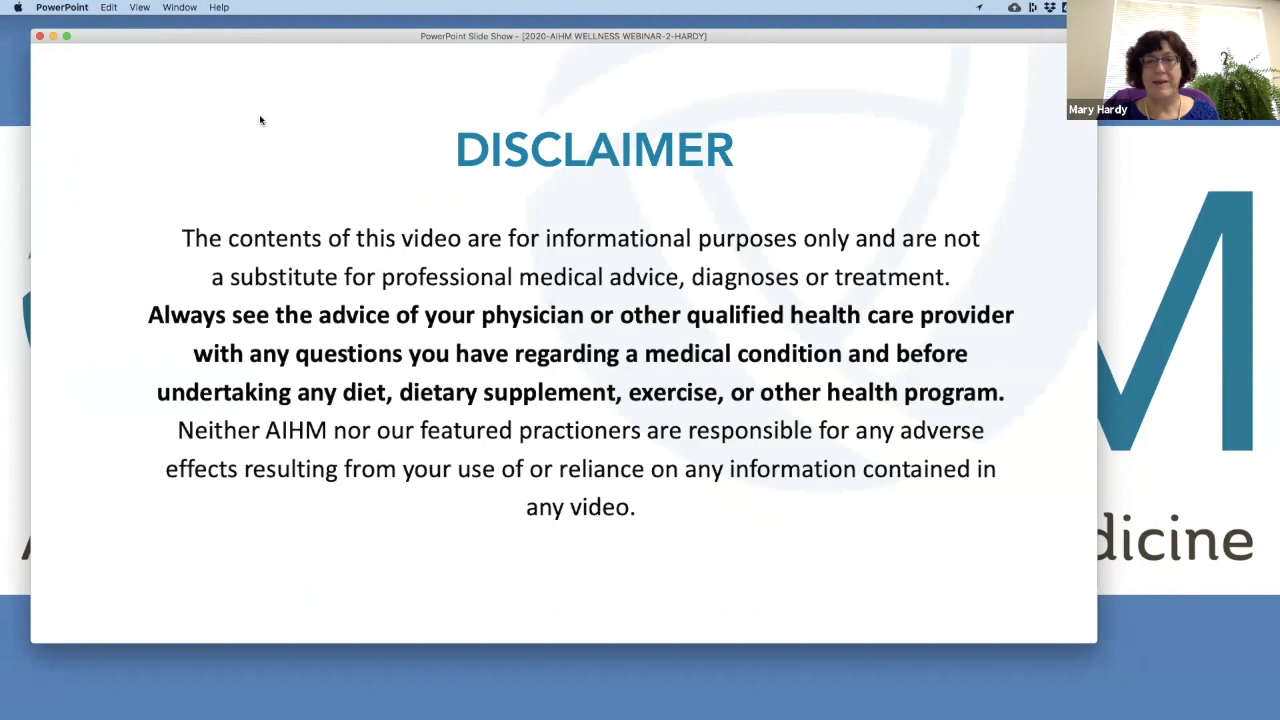 PowerPoint Edit View Window Help
PowerPoint Slide Show - [2020-AIHM WELLNESS WEBINAR-2-HARDY]
Mary Hardy
DISCLAIMER
The contents of this video are for informational purposes only and are not
a substitute for professional medical advice, diagnoses or treatment.
Always see the advice of your physician or other qualified health care provider
with any questions you have regarding a medical condition and before
undertaking any diet, dietary supplement, exercise, or other health program.
Neither AIHM nor our featured practioners are responsible for any adverse
effects resulting from your use of or reliance on any information contained in
any video.
M
dicine